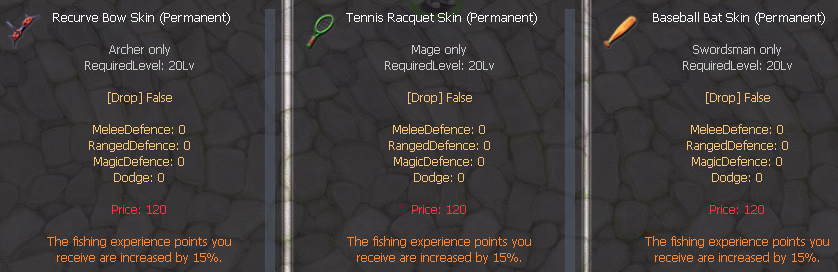 Recurve Bow Skin (Permanent)
Archer only
RequiredLevel: 20Lv
[Drop] False
MeleeDefence: 0
RangedDefence: 0
MagicDefence: 0
Dodge: 0
Price: 120
The fishing experience points you
receive are increased by 15%.
Tennis Racquet Skin (Permanent)
Mage only
RequiredLevel: 20Lv
[Drop] False
MeleeDefence: 0
RangedDefence: 0
MagicDefence: 0
Dodge: 0
Price: 120
The fishing experience points you
receive are increased by 15%.
Baseball Bat Skin (Permanent)
Swordsman only
RequiredLevel: 20Lv
[Drop] False
MeleeDefence: 0
RangedDefence: 0
MagicDefence: 0
Dodge: 0
Price: 120
The fishing experience points you
receive are increased by 15%.